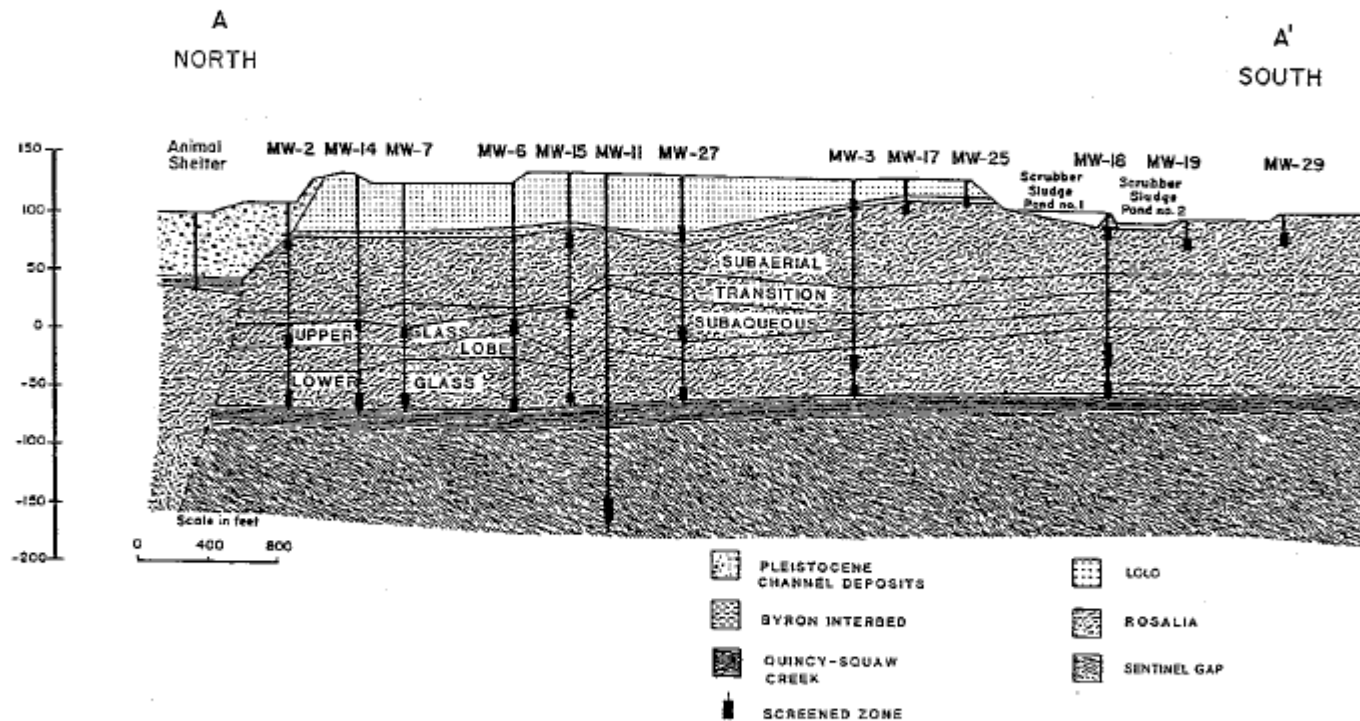 A
NORTH
A'
SOUTH
Animal
Shelter
MW-2 MW-14 MW-7 MW-6 MW-15 MW-11 MW-27 MW-3 MW-17 MW-25 MW-18 MW-19 MW-29
Scrubber
Sludge
Pond no.1
Scrubber
Sludge
Pond no.2
150
100
50
0
-50
-100
-150
-200
SUBAERIAL
TRANSITION
SUBAQUEOUS
UPPER GLASS
LOBE
LOWER GLASS
Scale in feet
0 400 800
PLEISTOCENE
CHANNEL DEPOSITS
BYRON INTERBED
QUINCY-SQUAW
CREEK
SCREENED ZONE
LOLO
ROSALIA
SENTINEL GAP